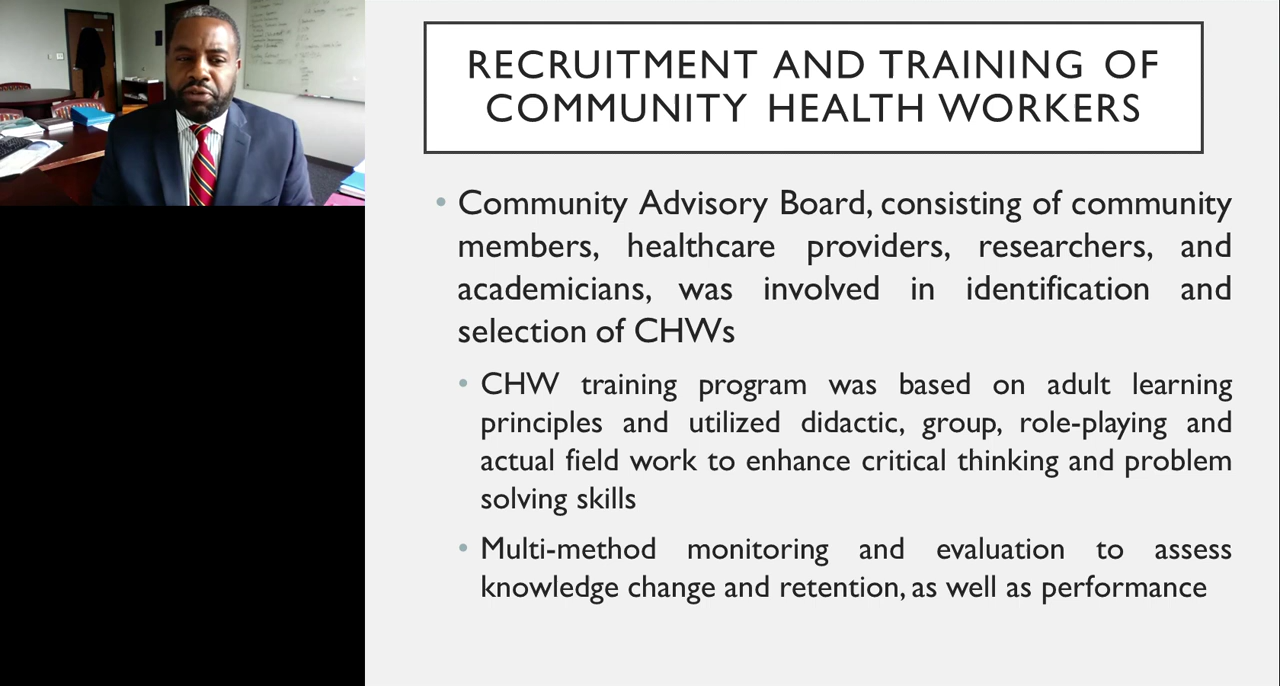 RECRUITMENT AND TRAINING OF
COMMUNITY HEALTH WORKERS
• Community Advisory Board, consisting of community
members, healthcare providers, researchers, and
academicians, was involved in identification and
selection of CHWs
• CHW training program was based on adult learning
principles and utilized didactic, group, role-playing and
actual field work to enhance critical thinking and problem
solving skills
• Multi-method monitoring and evaluation to assess
knowledge change and retention, as well as performance